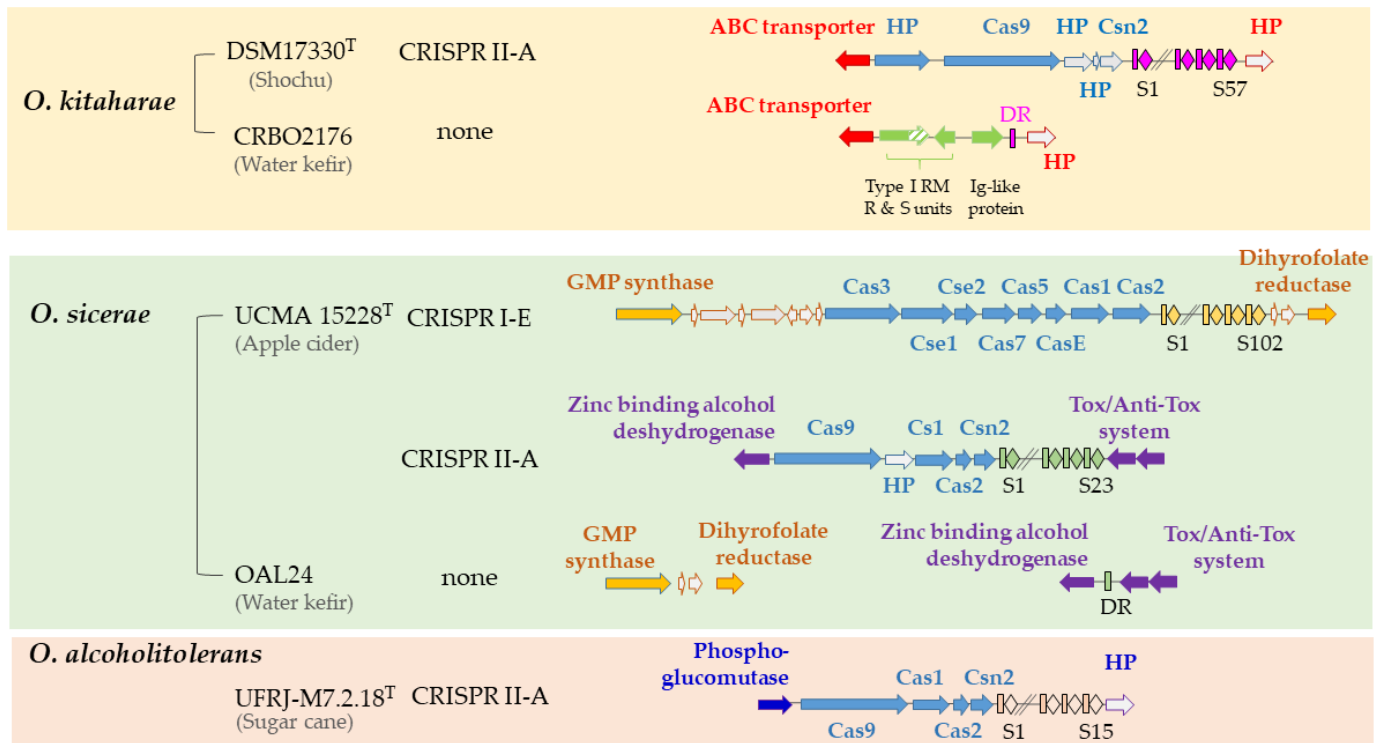 ABC transporter HP Cas9 HP Csn2 HP
DSM17330T CRISPR II-A
(Shochu)
HP S1 S57
O. kitaharae
ABC transporter DR
CRBO2176 none
(Water kefir)
HP
Type I RM Ig-like
R & S units protein
Dihyrofolate
reductase
GMP synthase Cas3 Cse2 Cas5 Cas1 Cas2
O. sicerae
UCMA 15228T CRISPR I-E
(Apple cider)
Cse1 Cas7 CasE S1 S102
Zinc binding alcohol
deshydrogenase
Cas9 Cs1 Csn2
Tox/Anti-Tox
system
CRISPR II-A
HP Cas2 S1 S23
GMP
synthase
Dihyrofolate
reductase
Zinc binding alcohol
deshydrogenase
Tox/Anti-Tox
system
OAL24 none
(Water kefir)
DR
O. alcoholitolerans
Phospho-
glucomutase
Cas1 Csn2 HP
UFRJ-M7.2.18T CRISPR II-A
(Sugar cane)
Cas9 Cas2 S1 S15